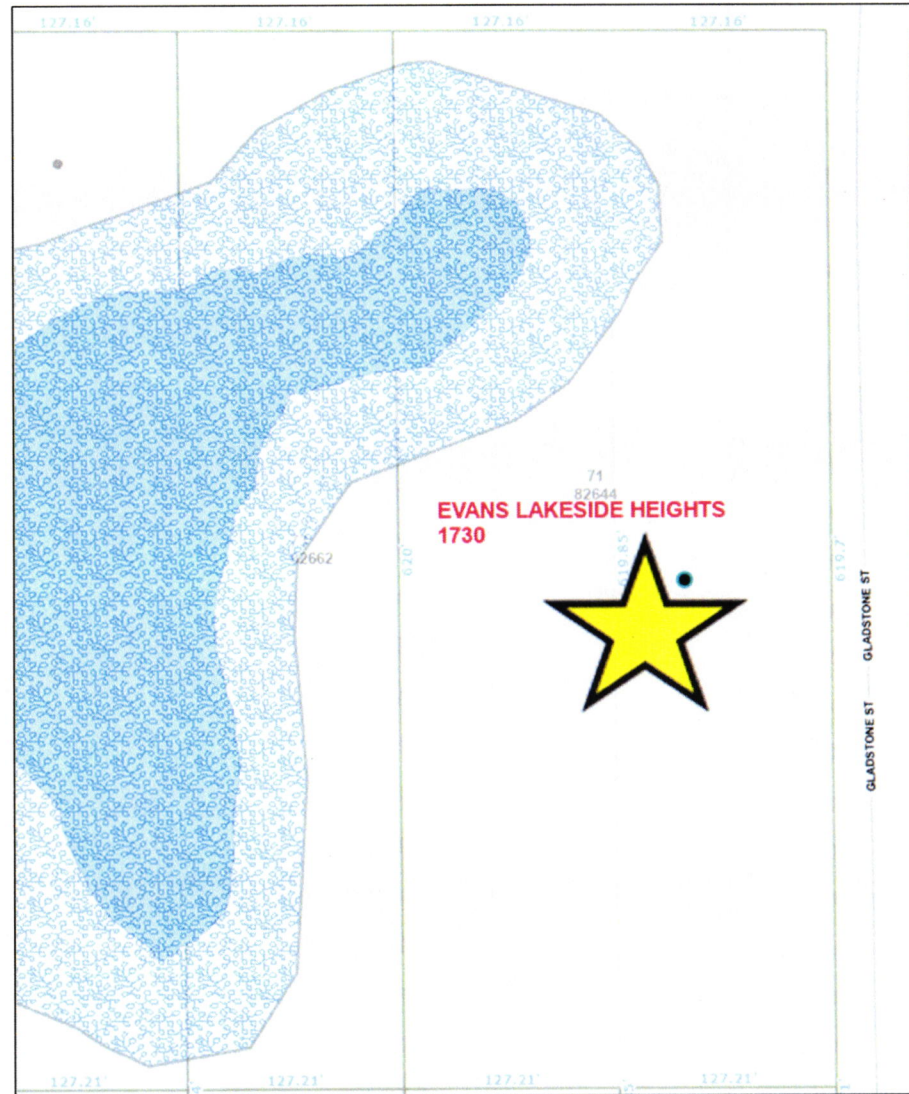 127.16' 127.16' 127.16' 127.16'
71
82644
EVANS LAKESIDE HEIGHTS
1730
62662
620'
619.85'
619.7
GLADSTONE ST
GLADSTONE ST
127.21' 127.21' 127.21' 127.21'